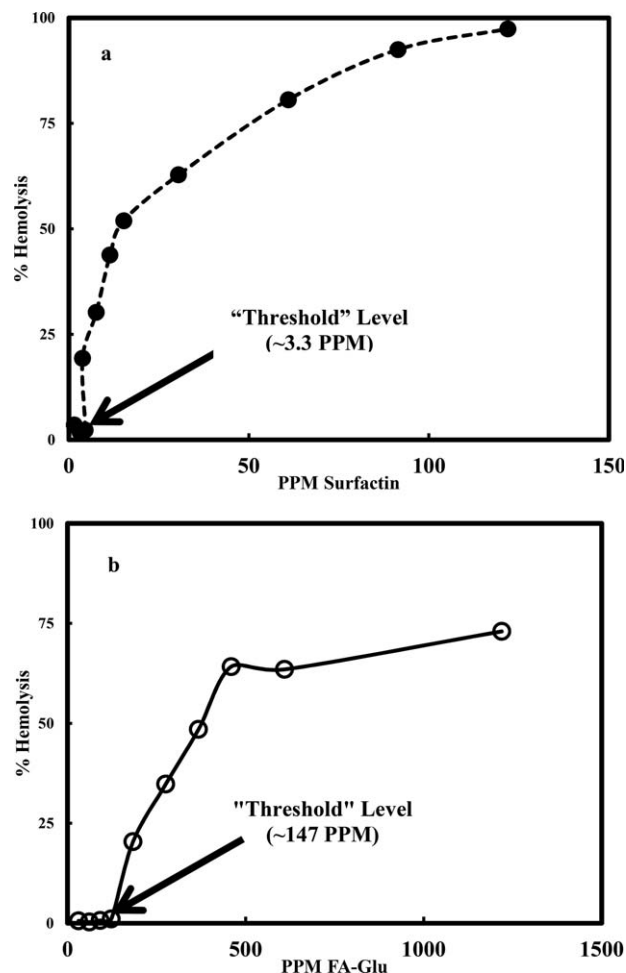 100
a
75
% Hemolysis
50
"Threshold" Level
(~3.3 PPM)
25
0
0 50 100 150
PPM Surfactin
100
b
75
% Hemolysis
50
"Threshold" Level
(~147 PPM)
25
0
0 500 1000 1500
PPM FA-Glu